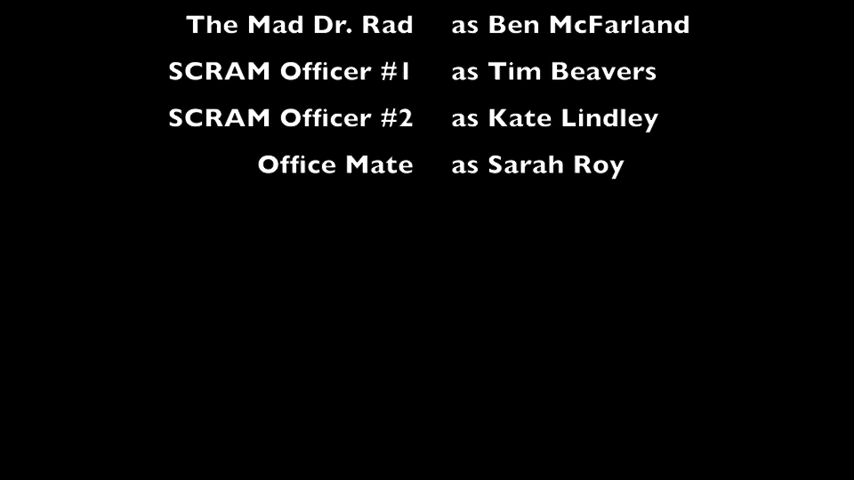 The Mad Dr. Rad as Ben McFarland
SCRAM Officer #1 as Tim Beavers
SCRAM Officer #2 as Kate Lindley
Office Mate as Sarah Roy